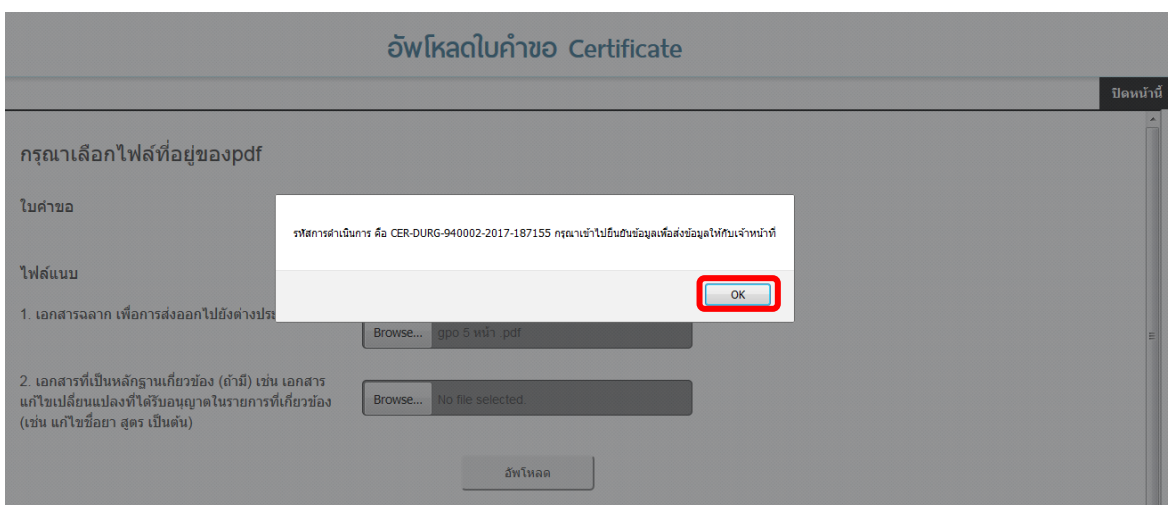 อัพโหลดใบคำขอ Certificate
ปิดหน้านี้
กรุณาเลือกไฟล์ที่อยู่ของpdf
ใบคำขอ
รหัสการดำเนินการ คือ CER-DURG-940002-2017-187155 กรุณาเข้าไปยืนยันข้อมูลเพื่อส่งข้อมูลให้กับเจ้าหน้าที่
ไฟล์แนบ
OK
1. เอกสารฉลาก เพื่อการส่งออกไปยังต่างประ
Browse... gpo 5 หน้า .pdf
2. เอกสารที่เป็นหลักฐานเกี่ยวข้อง (ถ้ามี) เช่น เอกสาร
แก้ไขเปลี่ยนแปลงที่ได้รับอนุญาตในรายการที่เกี่ยวข้อง
(เช่น แก้ไขชื่อยา สูตร เป็นต้น)
Browse... No file selected.
อัพโหลด